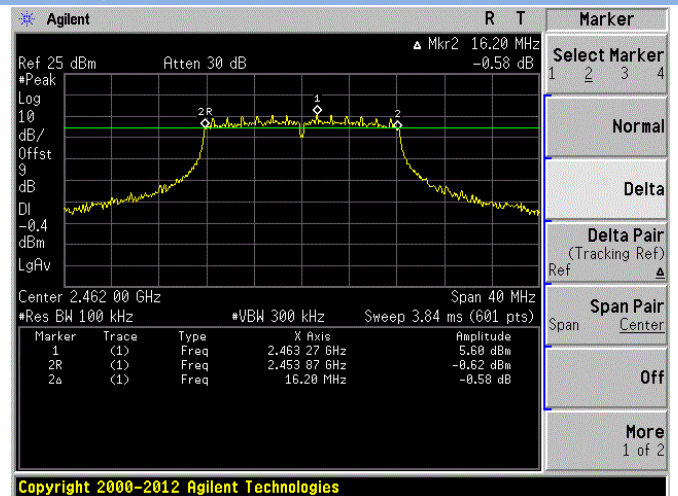 Agilent R T
Δ Mkr2 16.20 MHz
Ref 25 dBm Atten 30 dB -0.58 dB
#Peak
Log
10
dB/
Offst
9
dB
DI
-0.4
dBm
LgAv
2R
1
2
Center 2.462 00 GHz Span 40 MHz
#Res BW 100 kHz #VBW 300 kHz Sweep 3.84 ms (601 pts)
Marker Trace Type X Axis Amplitude
1 (1) Freq 2.463 27 GHz 5.60 dBm
2R (1) Freq 2.453 87 GHz -0.62 dBm
2Δ (1) Freq 16.20 MHz -0.58 dB
Copyright 2000-2012 Agilent Technologies
Marker
Select Marker
1 2 3 4
Normal
Delta
Delta Pair
(Tracking Ref)
Ref Δ
Span Pair
Span Center
Off
More
1 of 2